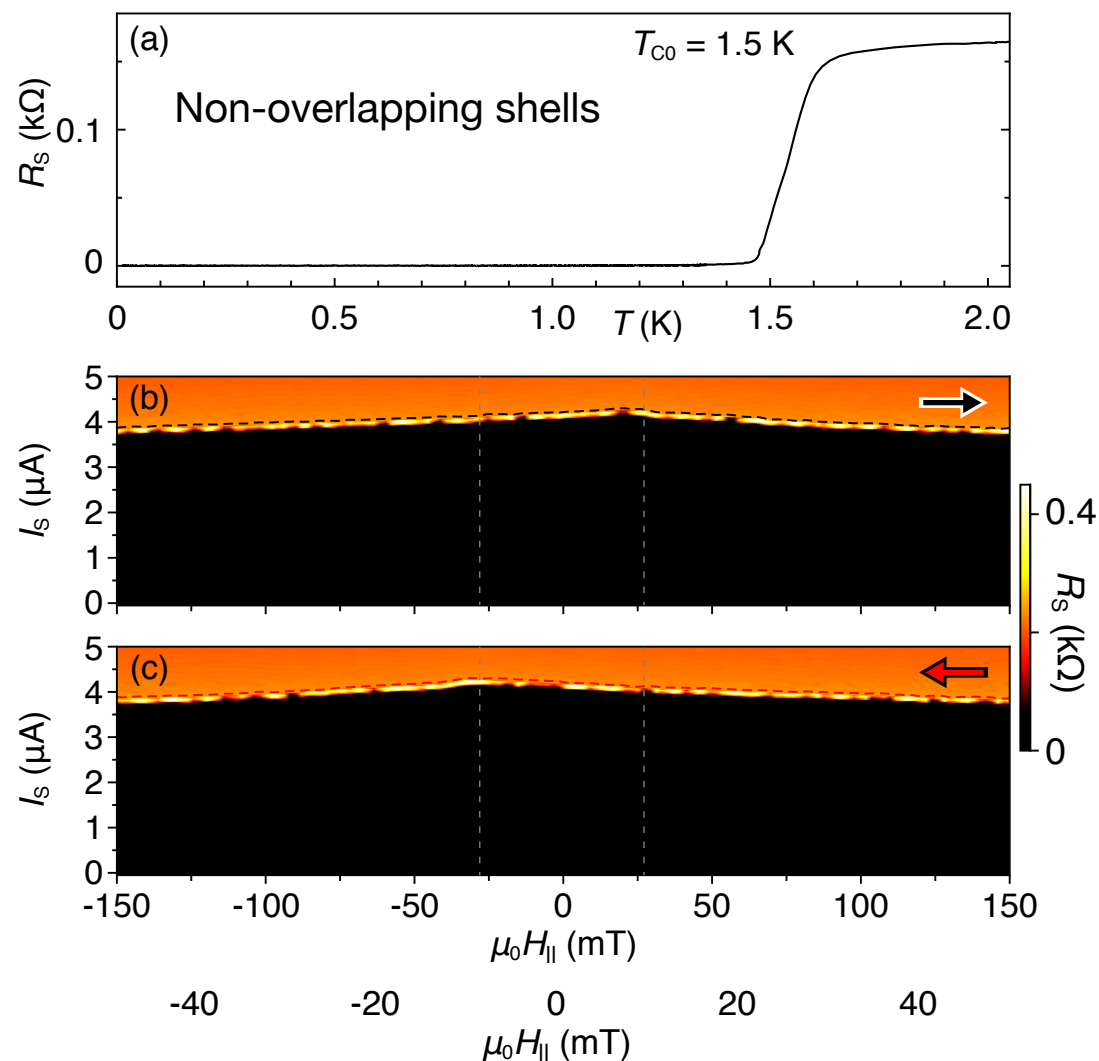 (a)
T_C0 = 1.5 K
Non-overlapping shells
R_S (kΩ)
0.1
0
0 0.5 1.0 T (K) 1.5 2.0
(b)
I_S (µA)
5
4
3
2
1
0
(c)
I_S (µA)
5
4
3
2
1
0
0.4
R_S (kΩ)
0
-150 -100 -50 0 50 100 150
µ₀H_|| (mT)
-40 -20 0 20 40
µ₀H_|| (mT)